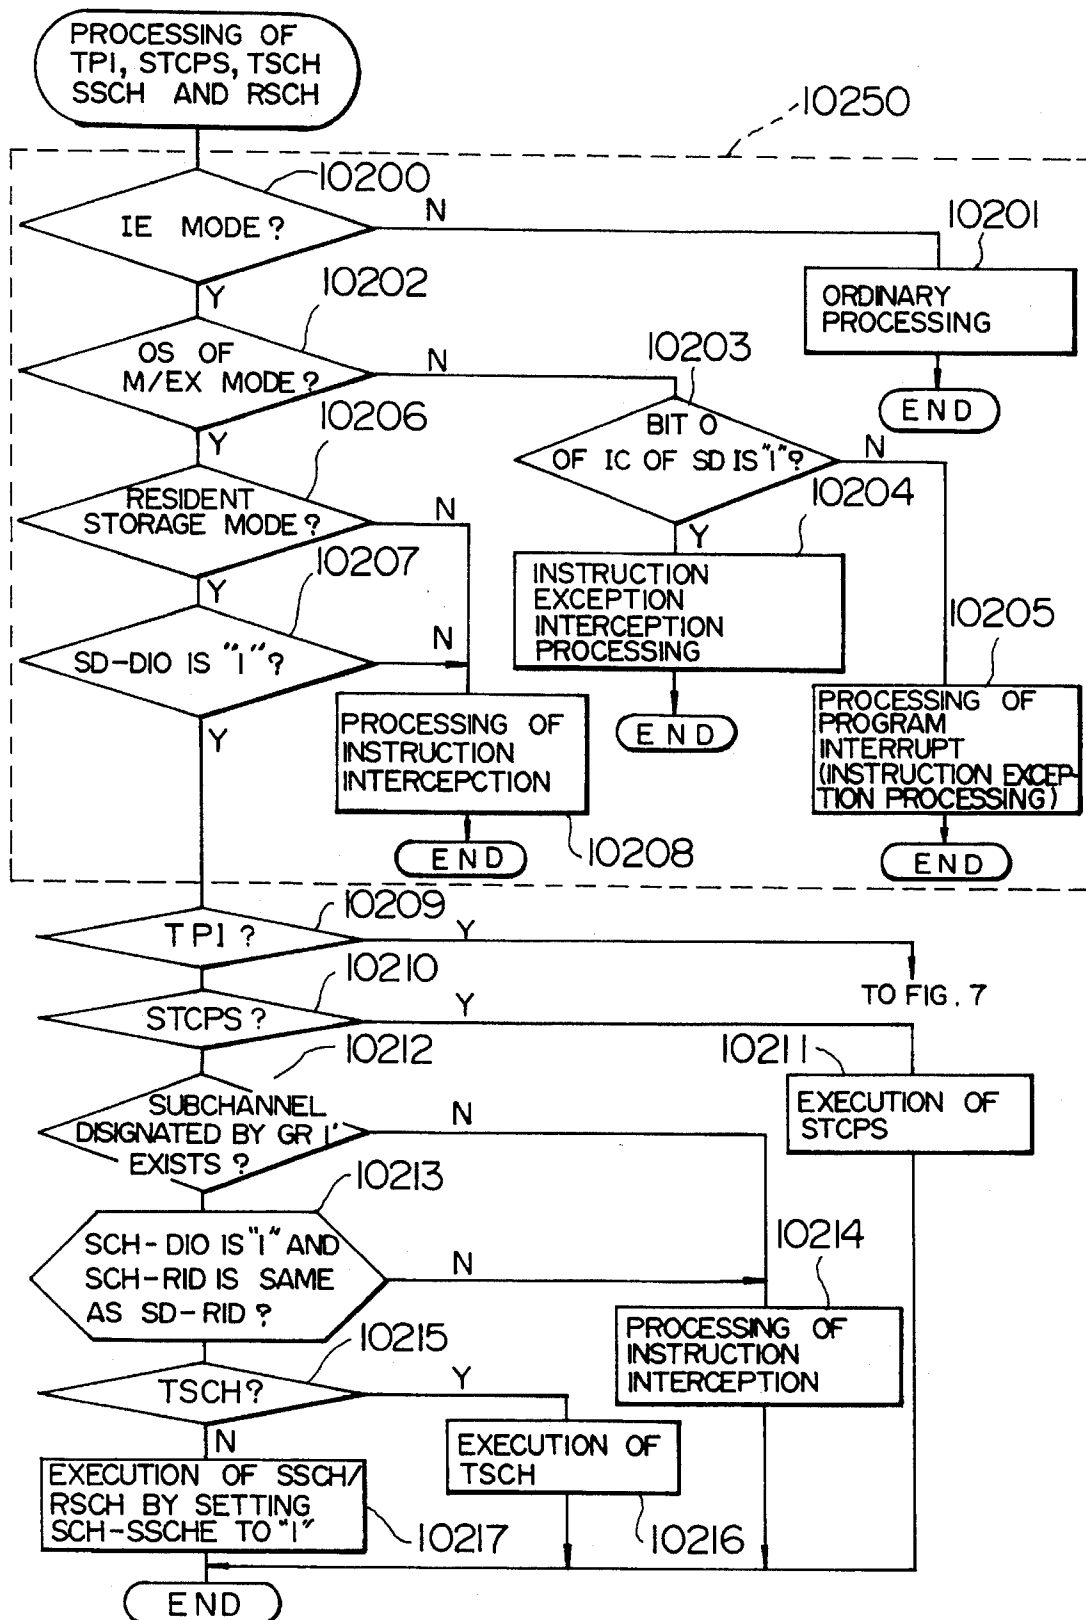 PROCESSING OF
TPI, STCPS, TSCH
SSCH AND RSCH
10250
10200
IE MODE?
N
10201
Y
ORDINARY
PROCESSING
END
10202
OS OF
M/EX MODE?
N
10203
Y
BIT 0
OF IC OF SD IS "1"?
N
10206
RESIDENT
STORAGE MODE?
N
10204
Y
Y
INSTRUCTION
EXCEPTION
INTERCEPTION
PROCESSING
END
10205
PROCESSING OF
PROGRAM
INTERRUPT
(INSTRUCTION EXCEP-
TION PROCESSING)
END
10207
SD-DIO IS "1"?
N
Y
PROCESSING OF
INSTRUCTION
INTERCEPCTION
10208
END
10209
TPI?
Y
TO FIG. 7
10210
STCPS?
Y
10211
EXECUTION OF
STCPS
10212
SUBCHANNEL
DISIGNATED BY GR 1'
EXISTS?
N
10213
SCH-DIO IS "1" AND
SCH-RID IS SAME
AS SD-RID?
N
10214
PROCESSING OF
INSTRUCTION
INTERCEPTION
10215
TSCH?
Y
N
EXECUTION OF
TSCH
10216
EXECUTION OF SSCH/
RSCH BY SETTING
SCH-SSCHE TO "1"
10217
END